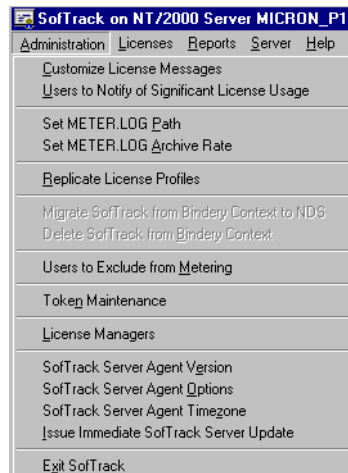 SofTrack on NT/2000 Server MICRON_P1
Administration Licenses Reports Server Help
Customize License Messages
Users to Notify of Significant License Usage
Set METER.LOG Path
Set METER.LOG Archive Rate
Replicate License Profiles
Migrate SofTrack from Bindery Context to NDS
Delete SofTrack from Bindery Context
Users to Exclude from Metering
Token Maintenance
License Managers
SofTrack Server Agent Version
SofTrack Server Agent Options
SofTrack Server Agent Timezone
Issue Immediate SofTrack Server Update
Exit SofTrack